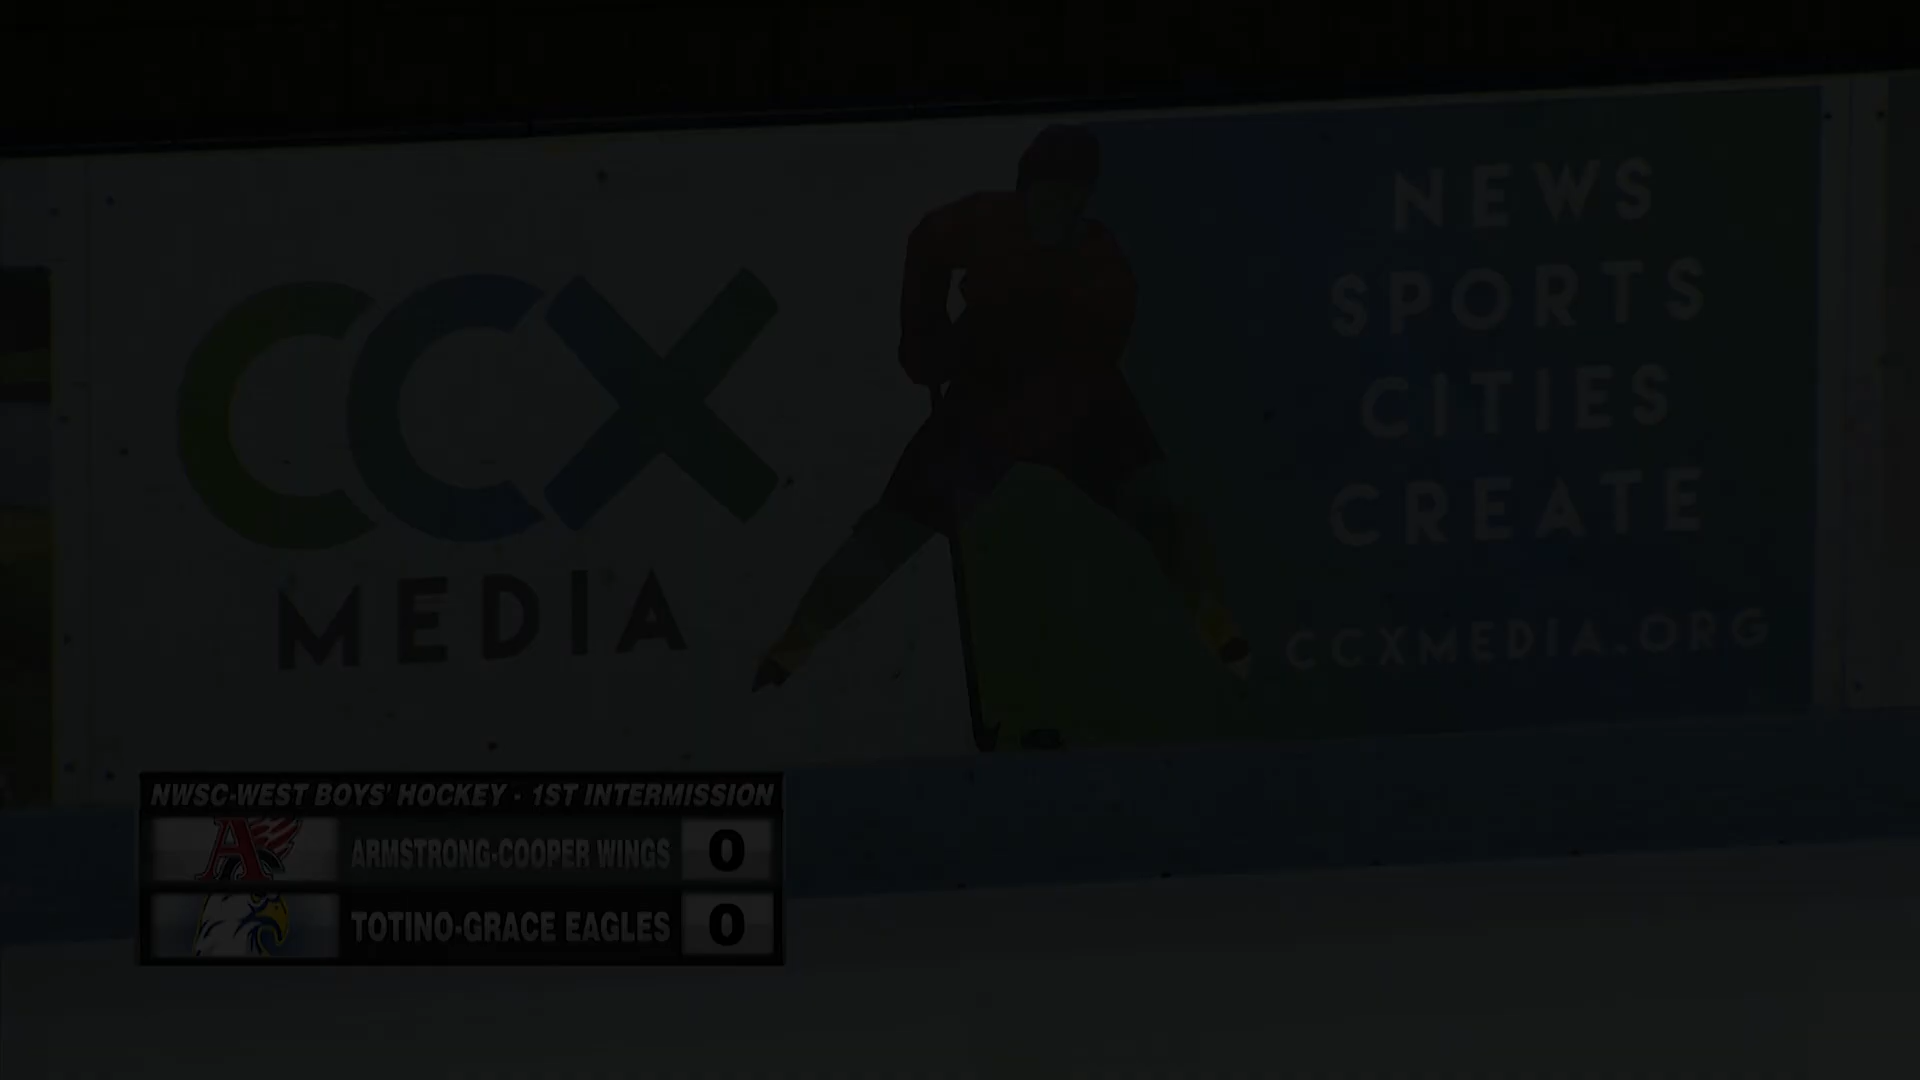 CCX
MEDIA
NEWS
SPORTS
CITIES
CREATE
CCXMEDIA.ORG
NWSC-WEST BOYS' HOCKEY - 1ST INTERMISSION
A
ARMSTRONG-COOPER WINGS 0
TOTINO-GRACE EAGLES 0